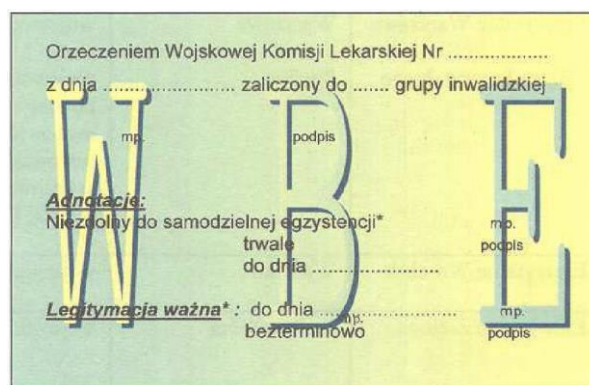 Orzeczeniem Wojskowej Komisji Lekarskiej Nr ...................
z dnia ......................... zaliczony do ....... grupy inwalidzkiej
W B E
mp. podpis
Adnotacje:
Niezdolny do samodzielnej egzystencji*
mp.
trwale podpis
do dnia ........................
Legitymacja ważna* : do dnia ........................... mp.
mp.
bezterminowo podpis